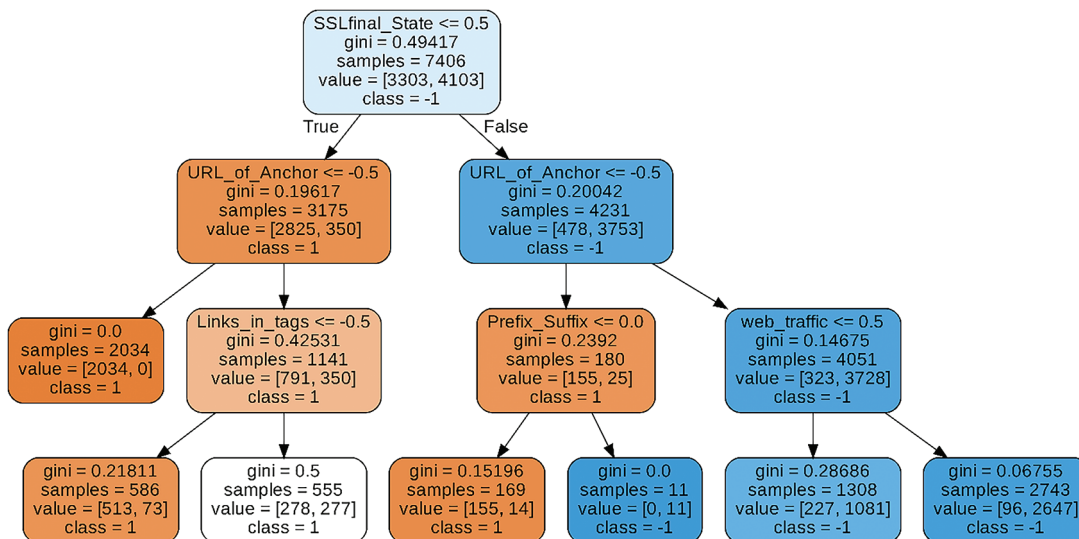 SSLfinal_State <= 0.5
gini = 0.49417
samples = 7406
value = [3303, 4103]
class = -1
True
False
URL_of_Anchor <= -0.5
gini = 0.19617
samples = 3175
value = [2825, 350]
class = 1
URL_of_Anchor <= -0.5
gini = 0.20042
samples = 4231
value = [478, 3753]
class = -1
gini = 0.0
samples = 2034
value = [2034, 0]
class = 1
Links_in_tags <= -0.5
gini = 0.42531
samples = 1141
value = [791, 350]
class = 1
Prefix_Suffix <= 0.0
gini = 0.2392
samples = 180
value = [155, 25]
class = 1
web_traffic <= 0.5
gini = 0.14675
samples = 4051
value = [323, 3728]
class = -1
gini = 0.21811
samples = 586
value = [513, 73]
class = 1
gini = 0.5
samples = 555
value = [278, 277]
class = 1
gini = 0.15196
samples = 169
value = [155, 14]
class = 1
gini = 0.0
samples = 11
value = [0, 11]
class = -1
gini = 0.28686
samples = 1308
value = [227, 1081]
class = -1
gini = 0.06755
samples = 2743
value = [96, 2647]
class = -1